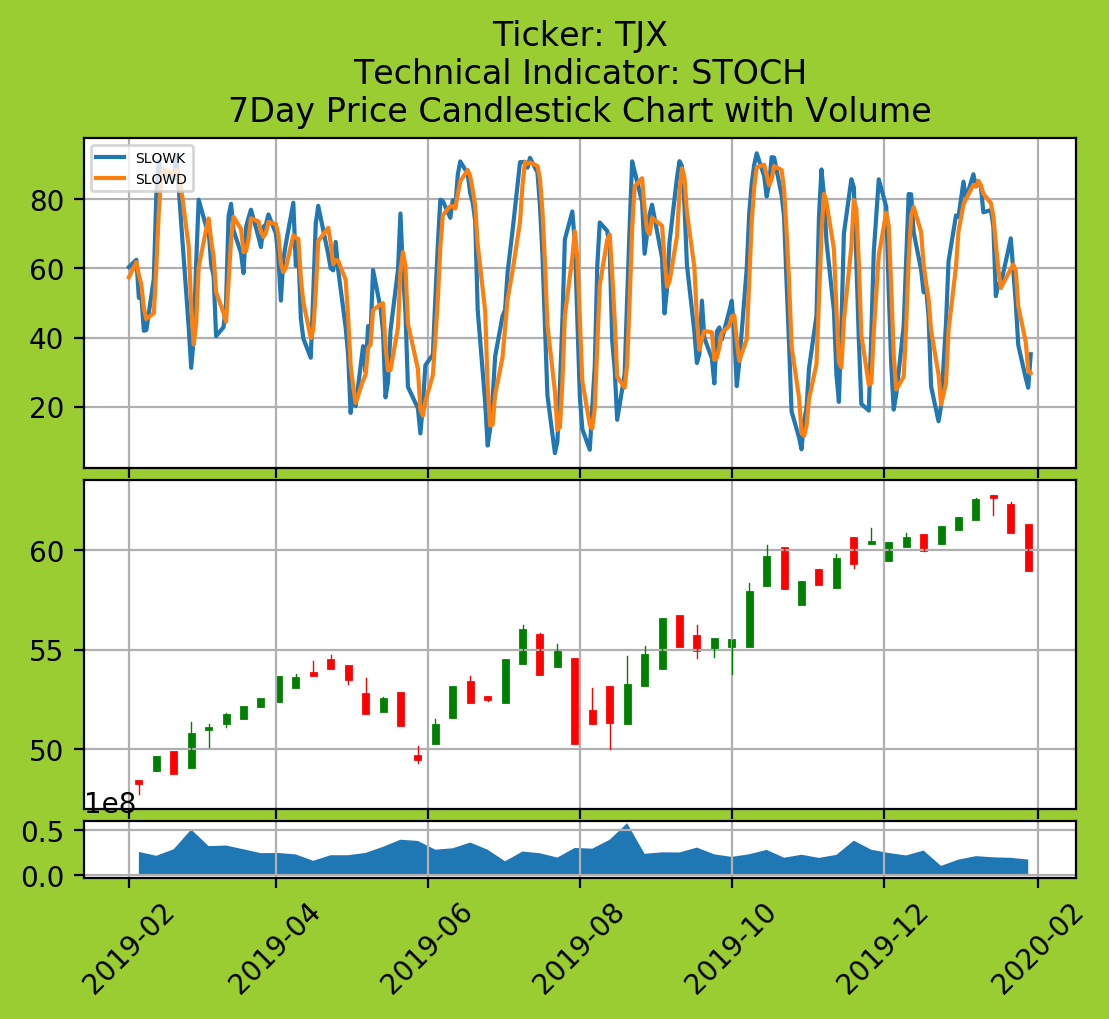 Ticker: TJX
Technical Indicator: STOCH
7Day Price Candlestick Chart with Volume
SLOWK
SLOWD
80
60
40
20
60
55
50
1e8
0.5
0.0
2019-02
2019-04
2019-06
2019-08
2019-10
2019-12
2020-02